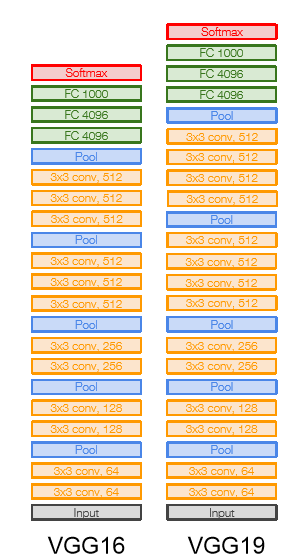 Softmax
FC 1000
FC 4096
FC 4096
Pool
3x3 conv, 512
3x3 conv, 512
3x3 conv, 512
Pool
3x3 conv, 512
3x3 conv, 512
3x3 conv, 512
Pool
3x3 conv, 256
3x3 conv, 256
Pool
3x3 conv, 128
3x3 conv, 128
Pool
3x3 conv, 64
3x3 conv, 64
Input
VGG16
Softmax
FC 1000
FC 4096
FC 4096
Pool
3x3 conv, 512
3x3 conv, 512
3x3 conv, 512
3x3 conv, 512
Pool
3x3 conv, 512
3x3 conv, 512
3x3 conv, 512
3x3 conv, 512
Pool
3x3 conv, 256
3x3 conv, 256
Pool
3x3 conv, 128
3x3 conv, 128
Pool
3x3 conv, 64
3x3 conv, 64
Input
VGG19